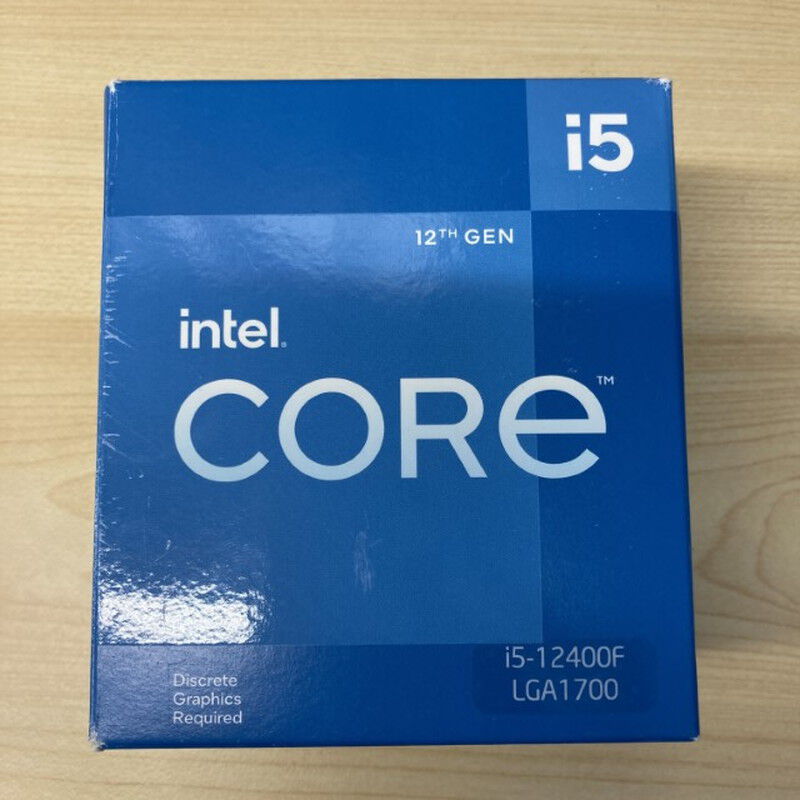 i5
12TH GEN
intel.
CORE™
Discrete
Graphics
Required
i5-12400F
LGA1700